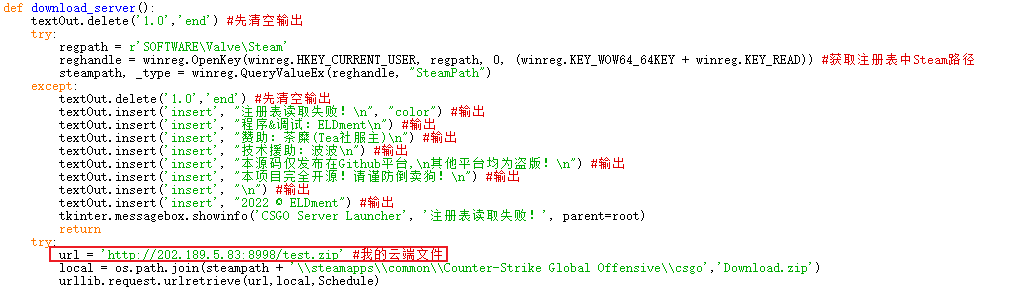 def download_server():
    textOut.delete('1.0','end') #先清空输出
    try:
        regpath = r'SOFTWARE\Valve\Steam'
        reghandle = winreg.OpenKey(winreg.HKEY_CURRENT_USER, regpath, 0, (winreg.KEY_WOW64_64KEY + winreg.KEY_READ)) #获取注册表中Steam路径
        steampath, _type = winreg.QueryValueEx(reghandle, "SteamPath")
    except:
        textOut.delete('1.0','end') #先清空输出
        textOut.insert('insert', "注册表读取失败! \n", "color") #输出
        textOut.insert('insert', "程序&调试: ELDment\n") #输出
        textOut.insert('insert', "赞助: 茶糜(Tea社服主)\n") #输出
        textOut.insert('insert', "技术援助: 波波\n") #输出
        textOut.insert('insert', "本源码仅发布在Github平台,\n其他平台均为盗版! \n") #输出
        textOut.insert('insert', "本项目完全开源! 请谨防倒卖狗! \n") #输出
        textOut.insert('insert', "\n") #输出
        textOut.insert('insert', "2022 © ELDment") #输出
        tkinter.messagebox.showinfo('CSGO Server Launcher', '注册表读取失败! ', parent=root)
        return
    try:
        url = 'http://202.189.5.83:8998/test.zip' #我的云端文件
        local = os.path.join(steampath + '\\steamapps\\common\\Counter-Strike Global Offensive\\csgo','Download.zip')
        urllib.request.urlretrieve(url,local,Schedule)